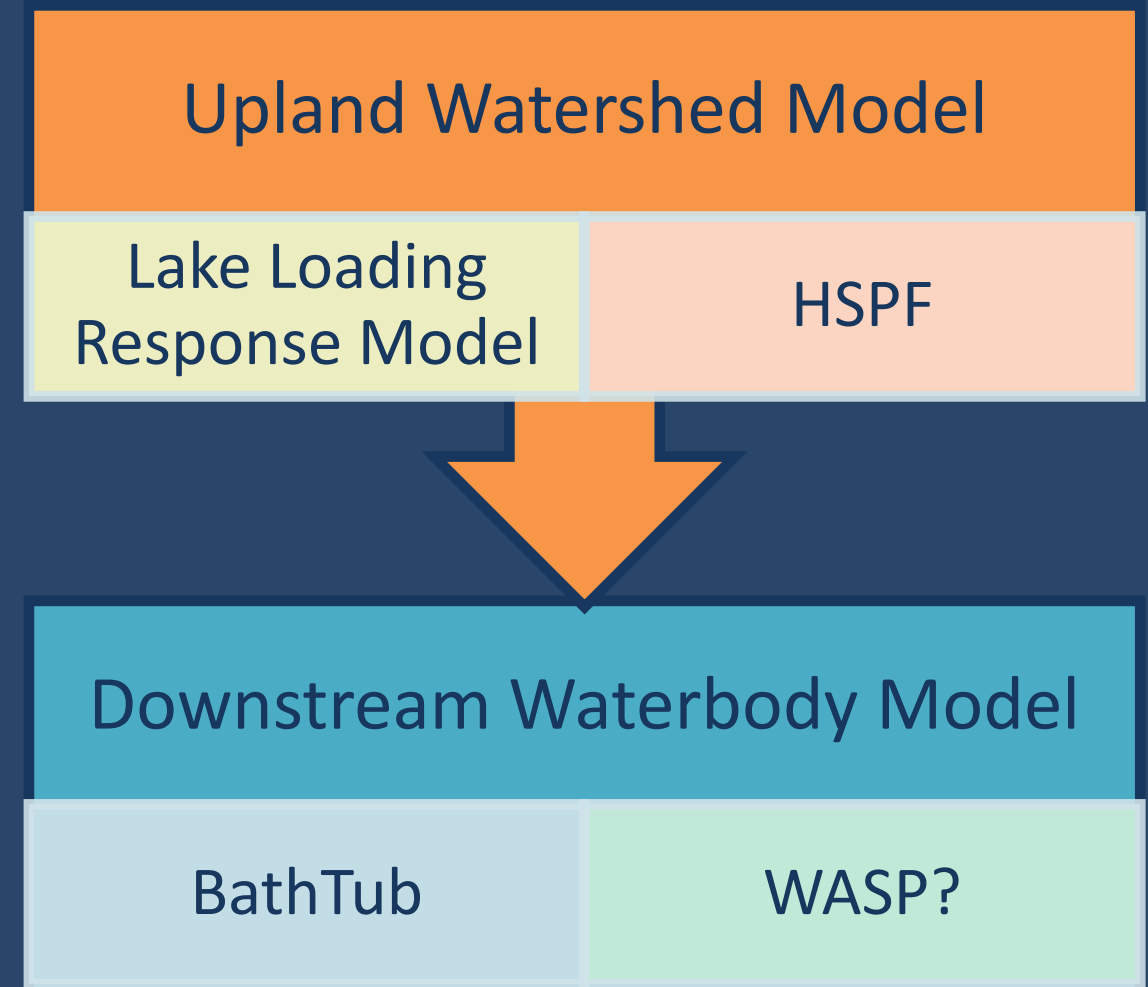 Upland Watershed Model
Lake Loading
Response Model
HSPF
Downstream Waterbody Model
BathTub
WASP?